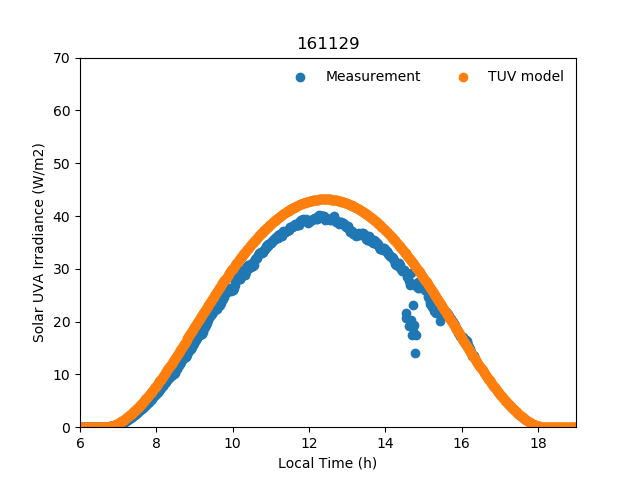 161129
Measurement
TUV model
Solar UVA Irradiance (W/m2)
70
60
50
40
30
20
10
0
6 8 10 12 14 16 18
Local Time (h)